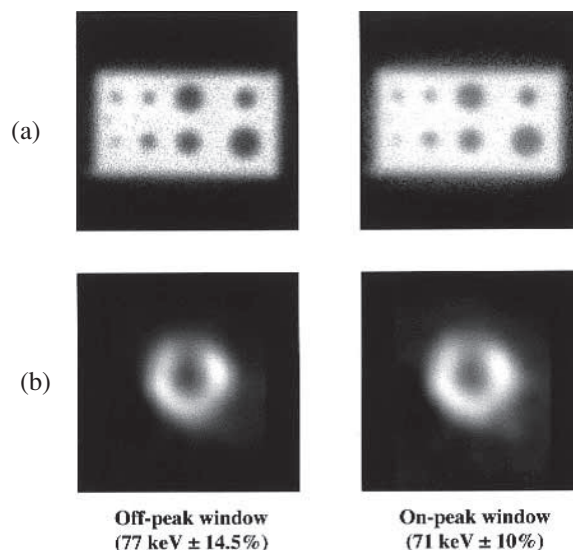 (a)
(b)
Off-peak window
(77 keV ± 14.5%)
On-peak window
(71 keV ± 10%)